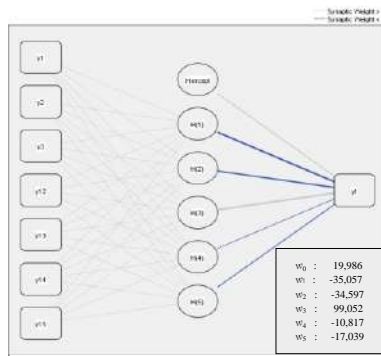 Synaptic Weight >
Synaptic Weight <
y1
y2
y3
y12
y13
y14
y15
Intercept
H(1)
H(2)
H(3)
H(4)
H(5)
yt
w₀ : 19,986
w₁ : -35,057
w₂ : -34,597
w₃ : 99,052
w₄ : -10,817
w₅ : -17,039